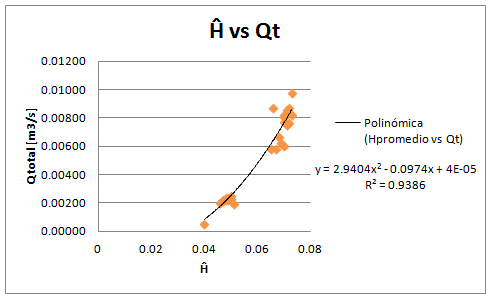 Ĥ vs Qt
Qtotal [m3/s]
0.01200
0.01000
0.00800
0.00600
0.00400
0.00200
0.00000
0
0.02
0.04
0.06
0.08
Ĥ
Polinómica
(Hpromedio vs Qt)
y = 2.9404x² - 0.0974x + 4E-05
R² = 0.9386